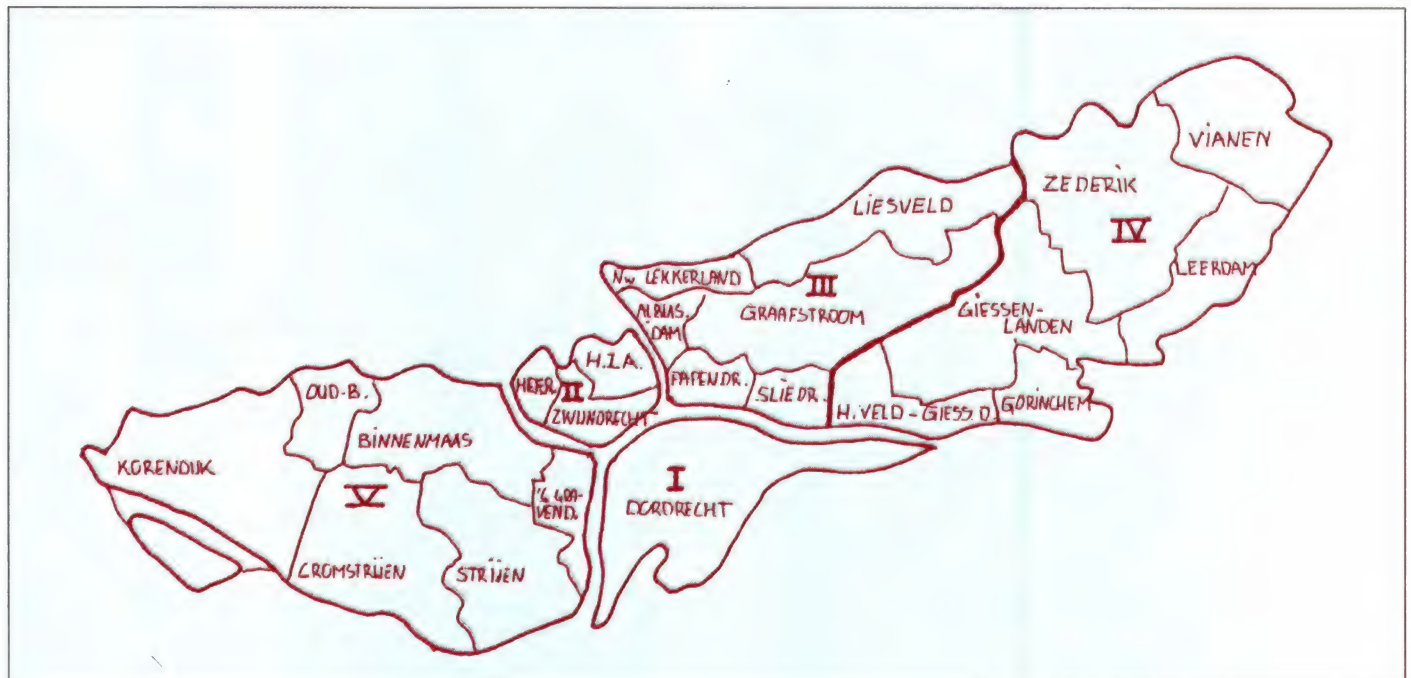 VIANEN
ZEDERIK
LIESVELD
IV
LEERDAM
NW LEKKERLAND
III
ALBLAS.
DAM
GRAAFSTROOM
GIESSEN-
LANDEN
H.I.A.
PAPENDR.
SLIEDR.
HEER.
II
ZWIJNDRECHT
H.VELD-GIESS.D
GORINCHEM
OUD-B.
BINNENMAAS
KORENDIJK
V
'S GRA-
VEND.
I
DORDRECHT
CROMSTRIJEN
STRIJEN